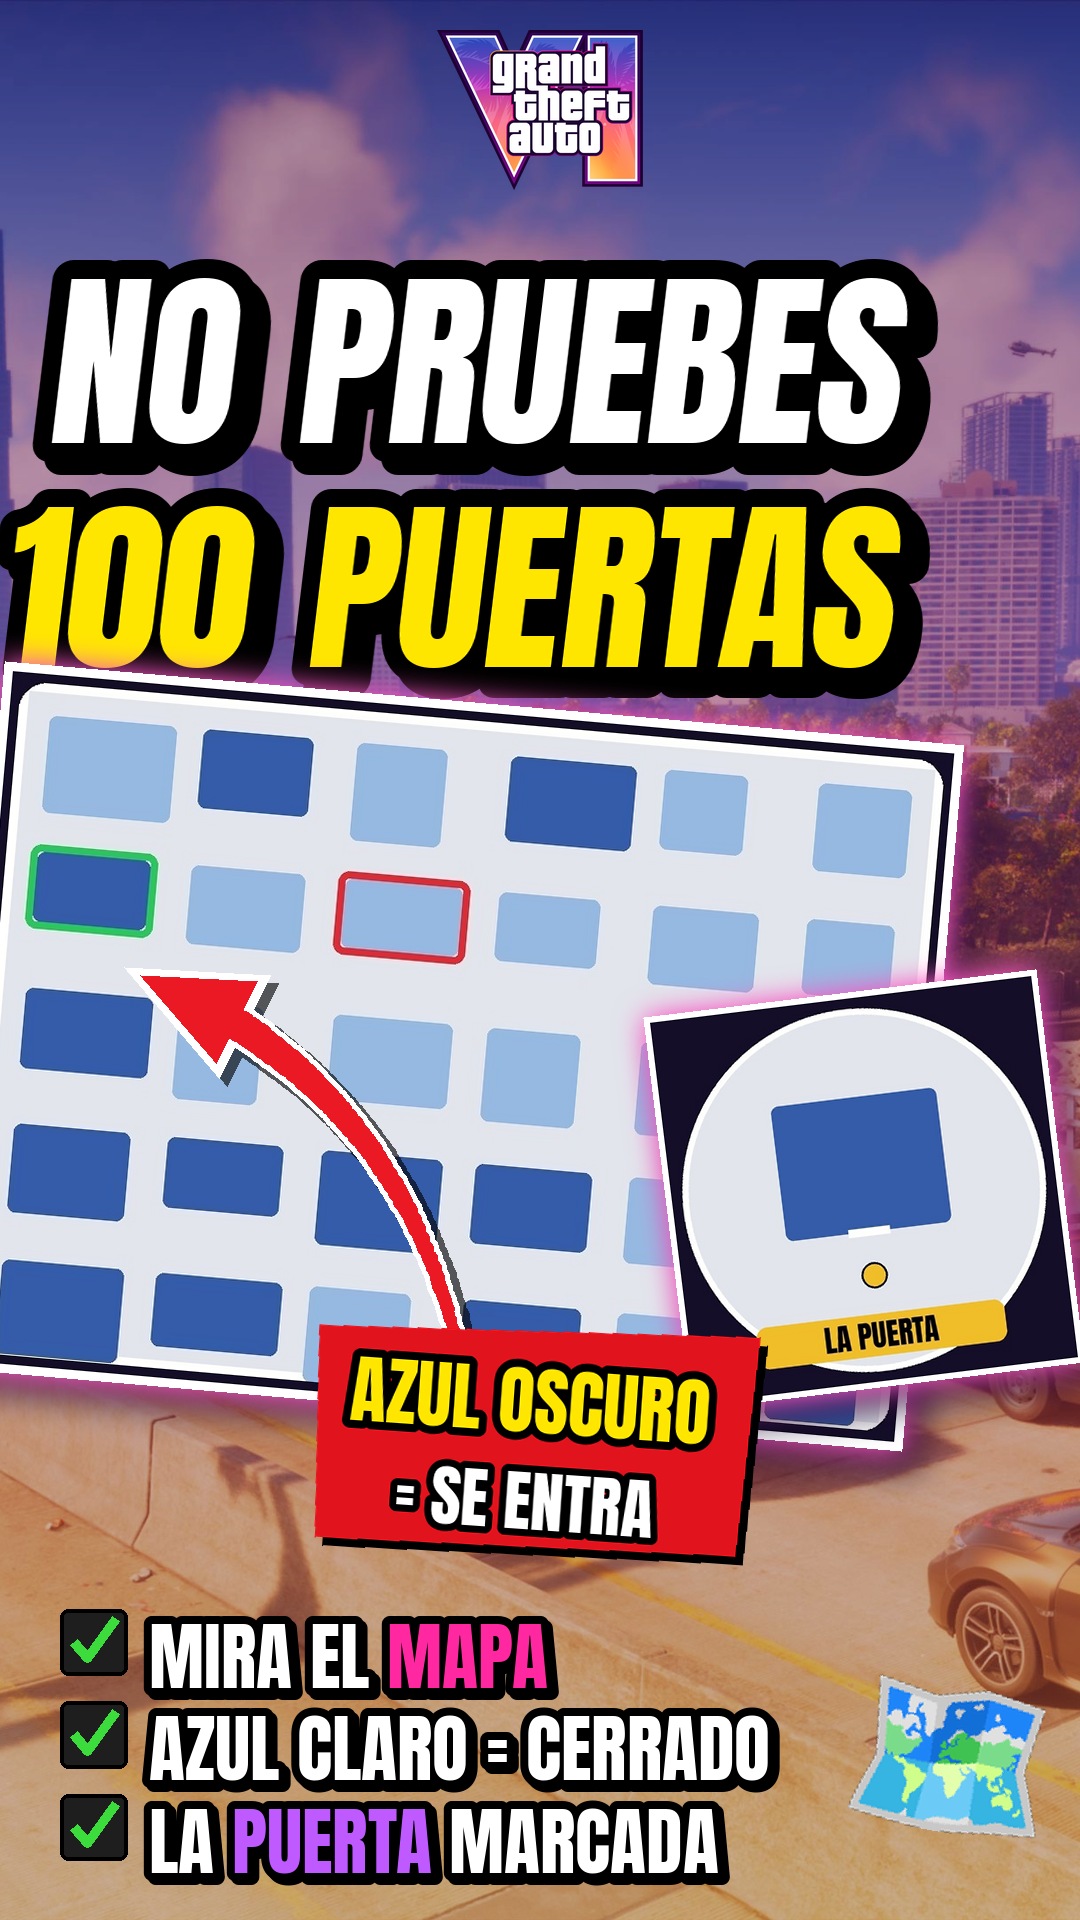 grand
theft
auto
VI
NO PRUEBES
100 PUERTAS
LA PUERTA
AZUL OSCURO
= SE ENTRA
MIRA EL MAPA
AZUL CLARO = CERRADO
LA PUERTA MARCADA